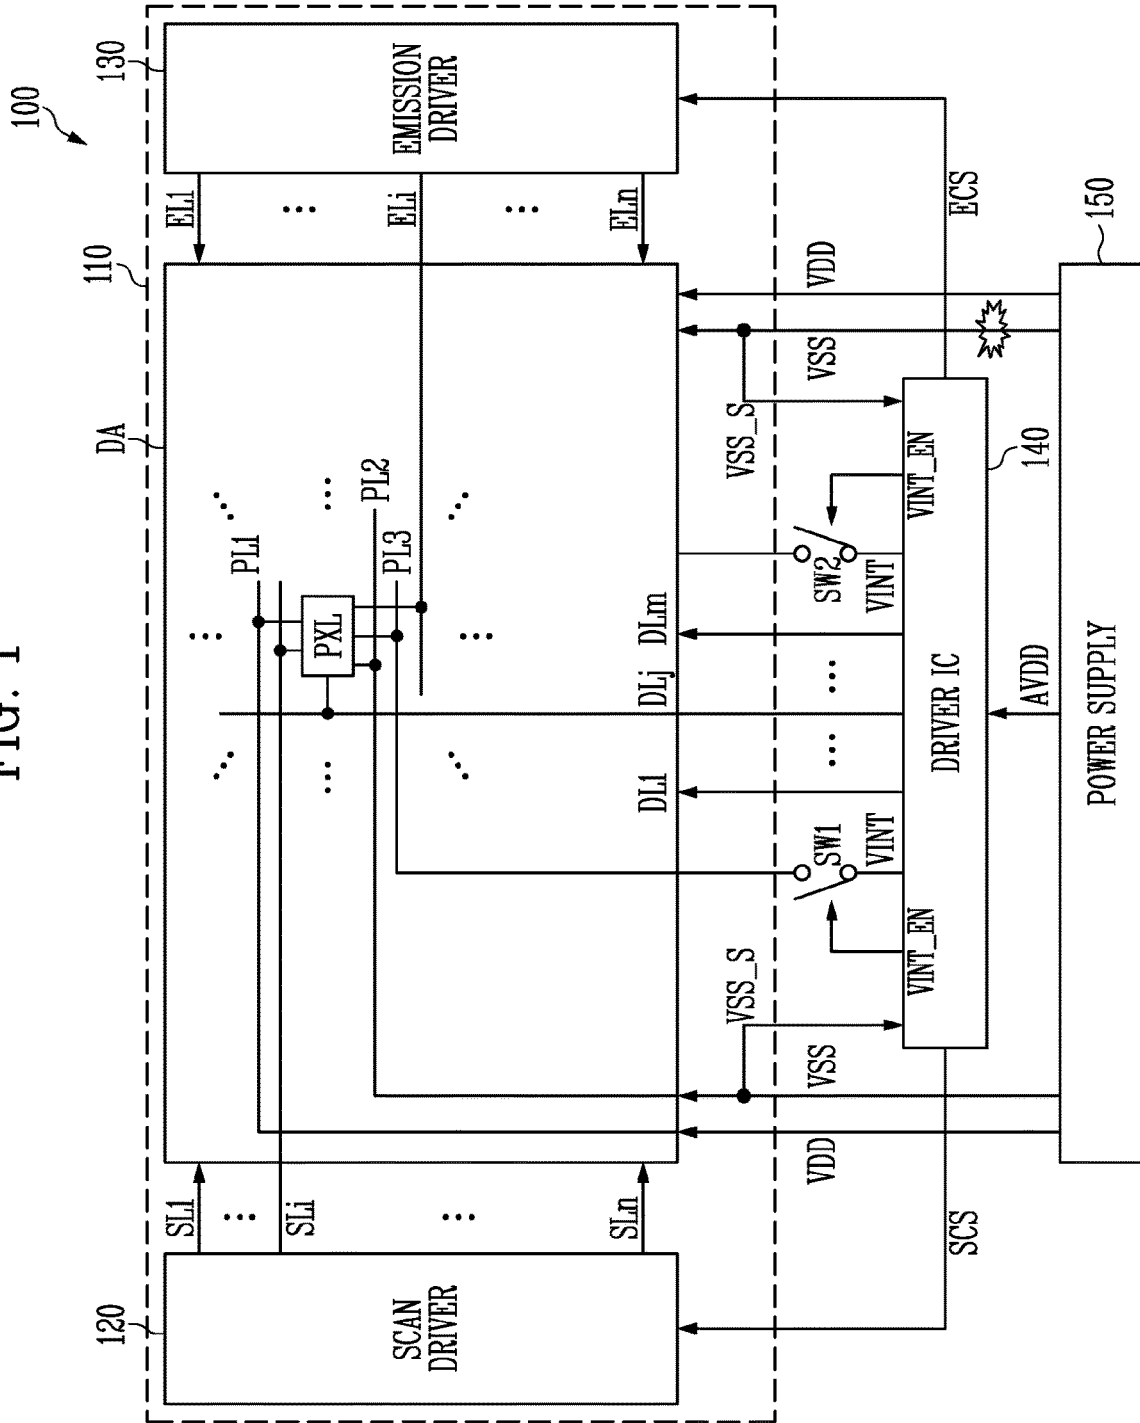 FIG. 1
100
120
110
DA
130
SCAN
DRIVER
EMISSION
DRIVER
SL1
SLi
SLn
EL1
ELi
ELn
PL1
PL2
PL3
PXL
DL1
DLj
DLm
VSS_S
VSS_S
SW1
SW2
VDD
VSS
VINT
VINT
VSS
VDD
VINT_EN
VINT_EN
SCS
DRIVER IC
ECS
140
AVDD
POWER SUPPLY
150